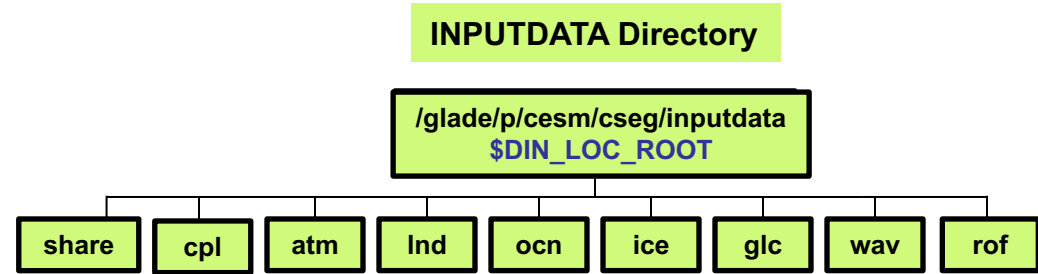 INPUTDATA Directory
/glade/p/cesm/cseg/inputdata
$DIN_LOC_ROOT
share cpl atm lnd ocn ice glc wav rof